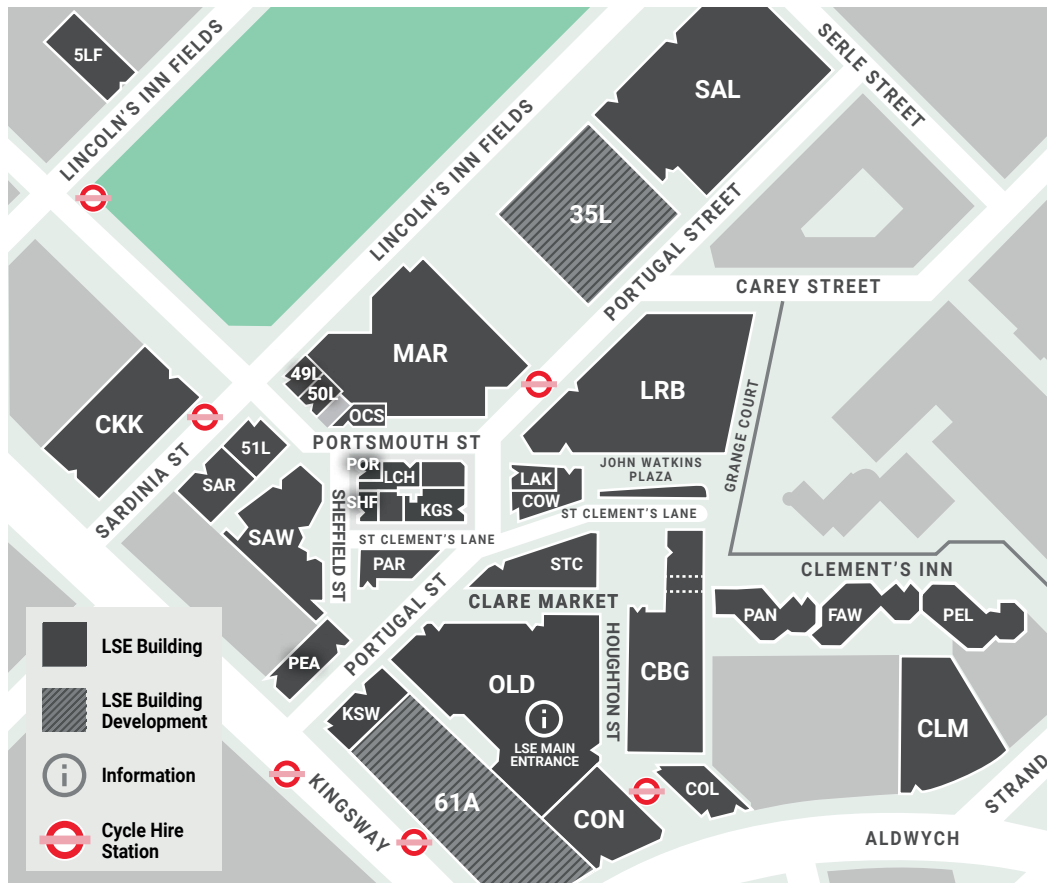 5LF
LINCOLN'S INN FIELDS
LINCOLN'S INN FIELDS
SAL
SERLE STREET
35L
PORTUGAL STREET
CAREY STREET
MAR
49L
50L
OCS
LRB
GRANGE COURT
CKK
SARDINIA ST
51L
SAR
SAW
PORTSMOUTH ST
POR
LCH
SHF
KGS
SHEFFIELD ST
ST CLEMENT'S LANE
PAR
LAK
COW
JOHN WATKINS
PLAZA
ST CLEMENT'S LANE
STC
CLARE MARKET
PORTUGAL ST
CLEMENT'S INN
PAN
FAW
PEL
PEA
KSW
OLD
LSE MAIN
ENTRANCE
HOUGHTON ST
CBG
CLM
61A
CON
COL
KINGSWAY
STRAND
ALDWYCH
LSE Building
LSE Building
Development
Information
Cycle Hire
Station